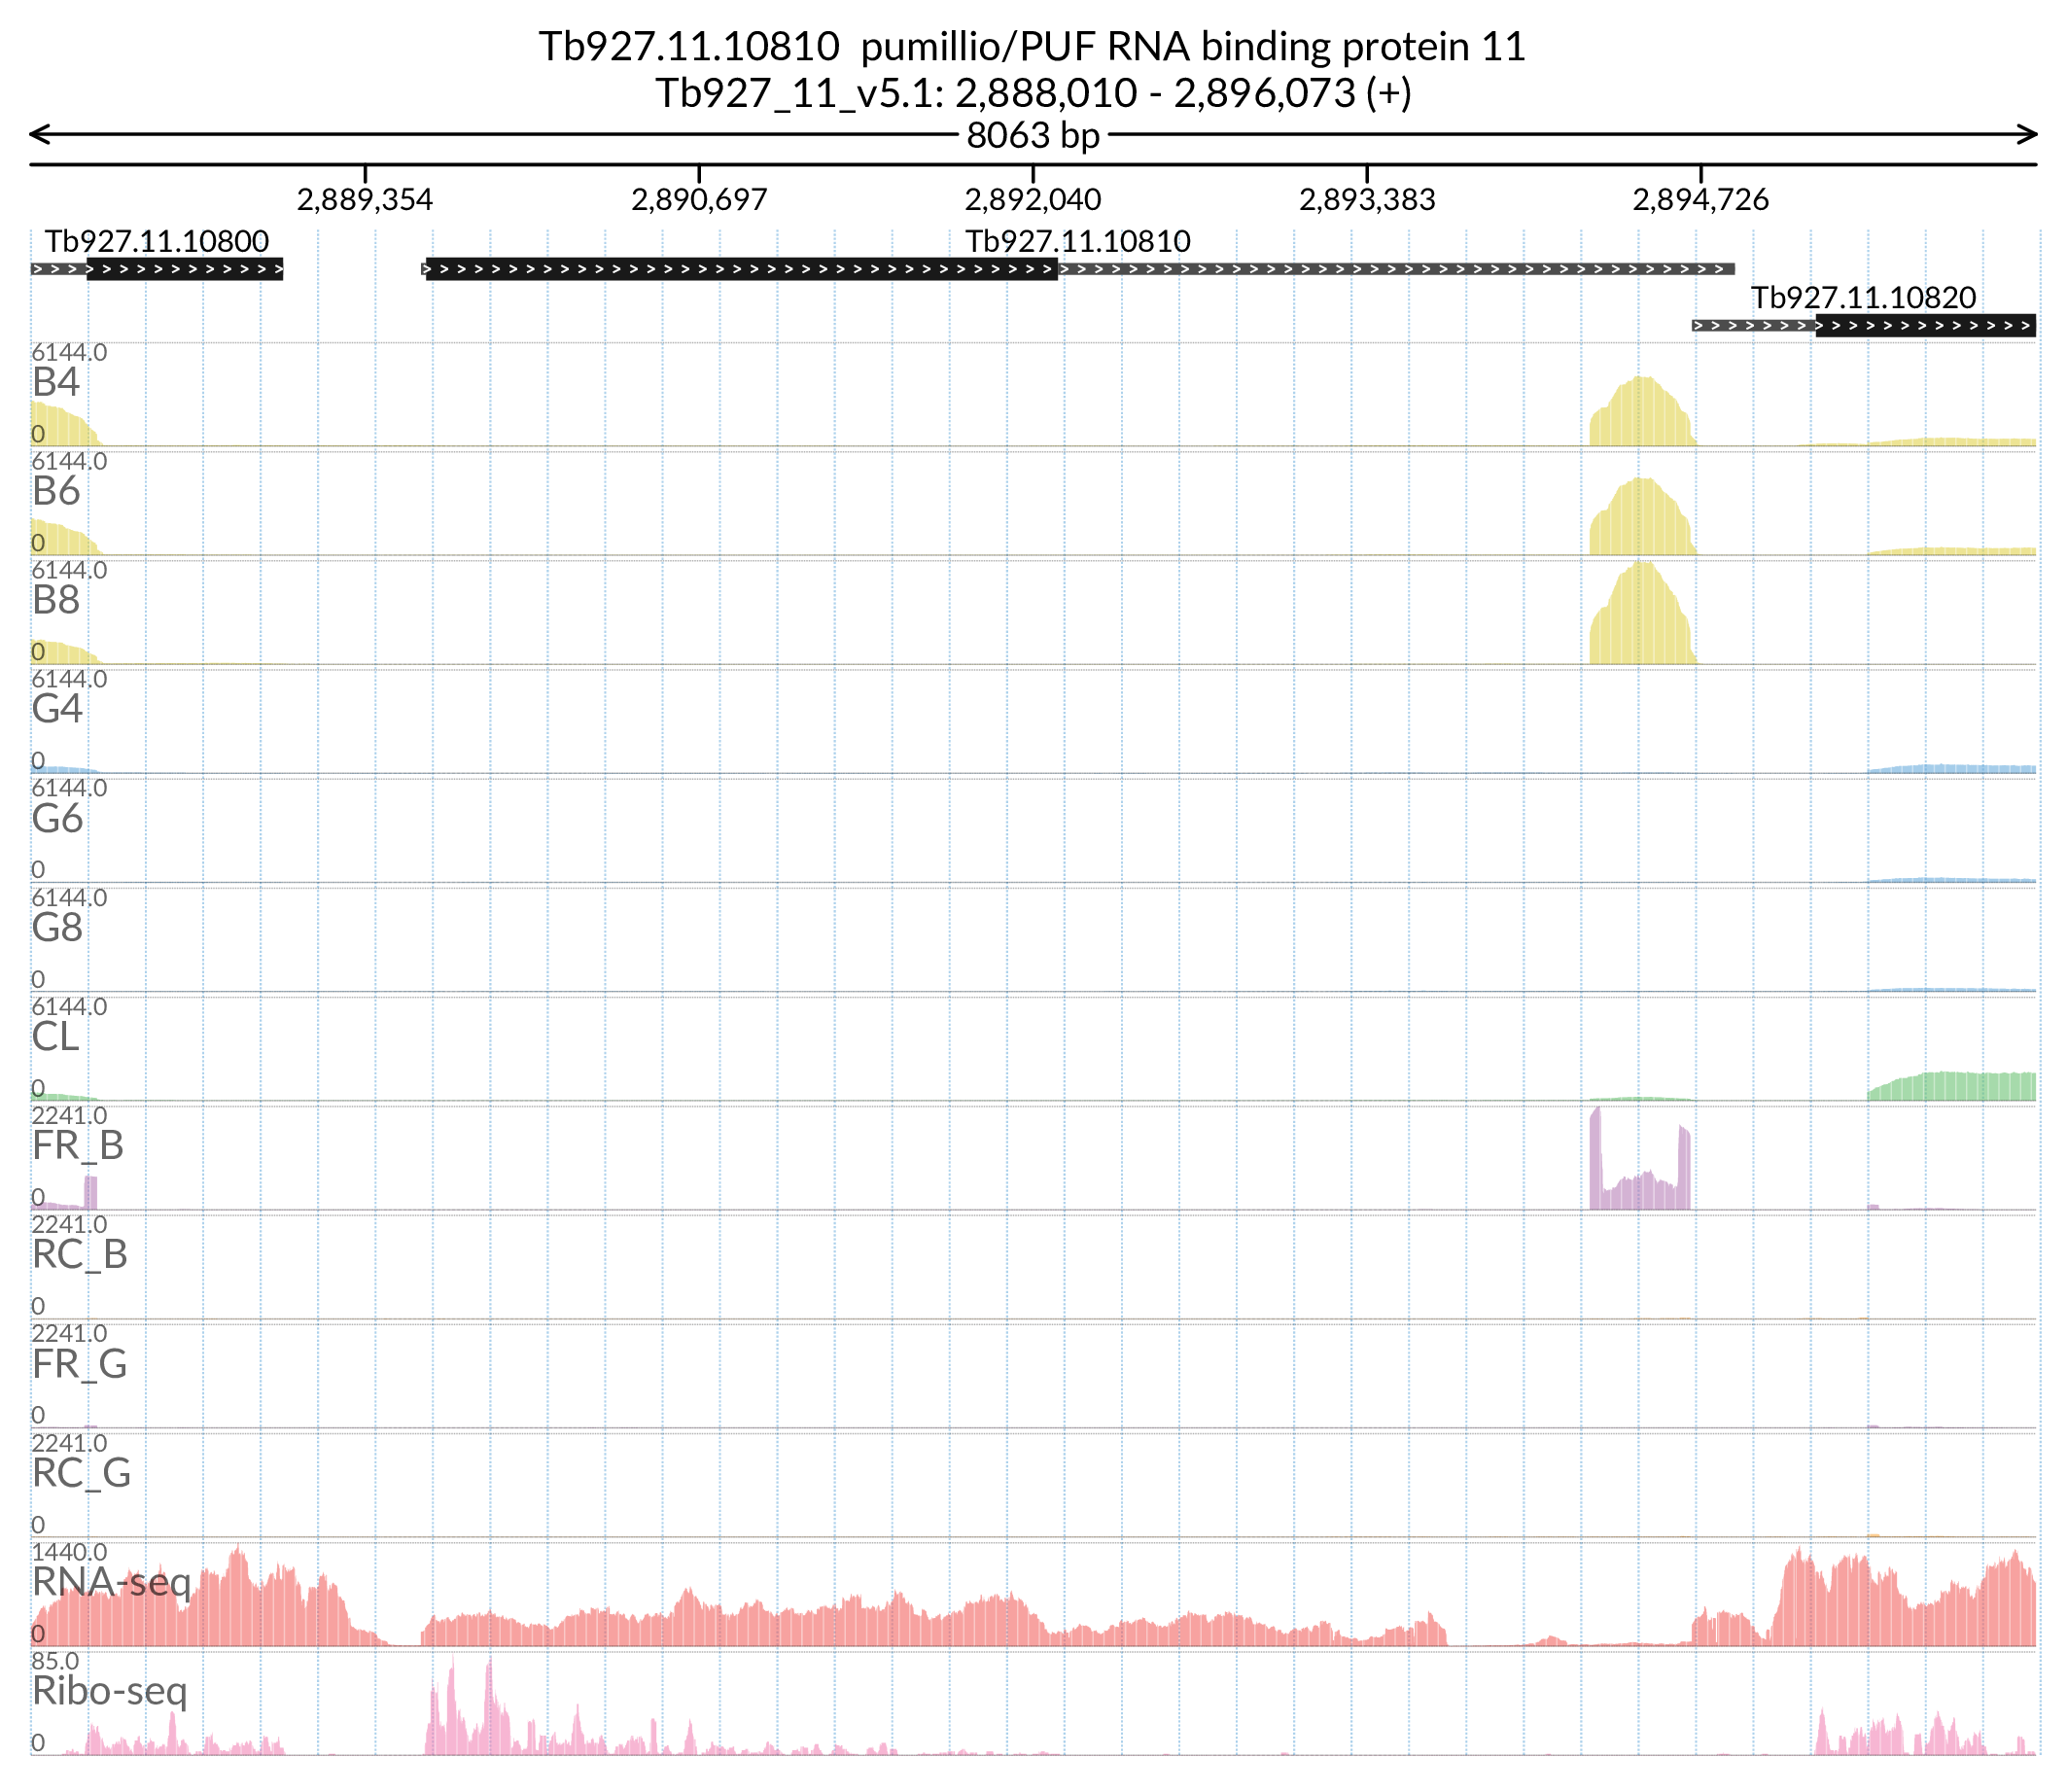 Tb927.11.10810 pumillio/PUF RNA binding protein 11
Tb927_11_v5.1: 2,888,010 - 2,896,073 (+)
8063 bp
2,889,354 2,890,697 2,892,040 2,893,383 2,894,726
Tb927.11.10800 Tb927.11.10810
Tb927.11.10820
6144.0
B4
0
6144.0
B6
0
6144.0
B8
0
6144.0
G4
0
6144.0
G6
0
6144.0
G8
0
6144.0
CL
0
2241.0
FR_B
0
2241.0
RC_B
0
2241.0
FR_G
0
2241.0
RC_G
0
1440.0
RNA-seq
0
85.0
Ribo-seq
0